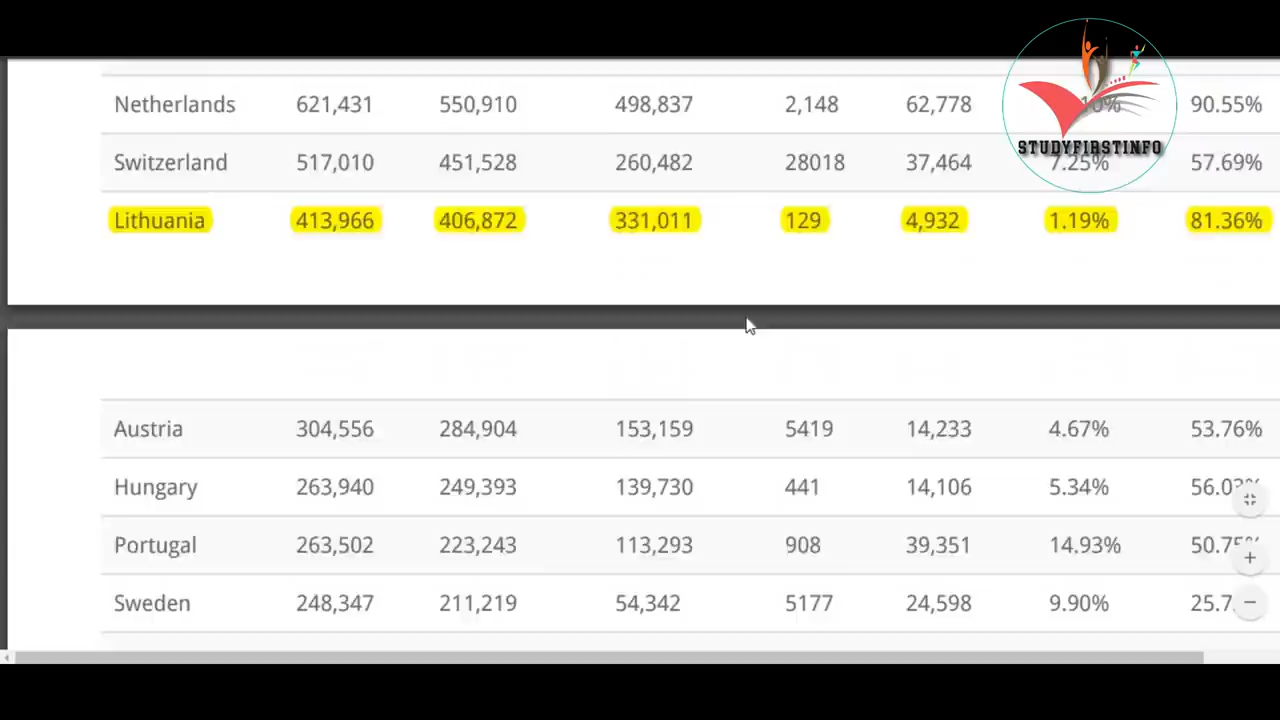 Netherlands 621,431 550,910 498,837 2,148 62,778 90.55%
STUDYFIRSTINFO
Switzerland 517,010 451,528 260,482 28018 37,464 7.25% 57.69%
Lithuania 413,966 406,872 331,011 129 4,932 1.19% 81.36%
Austria 304,556 284,904 153,159 5419 14,233 4.67% 53.76%
Hungary 263,940 249,393 139,730 441 14,106 5.34%
Portugal 263,502 223,243 113,293 908 39,351 14.93%
Sweden 248,347 211,219 54,342 5177 24,598 9.90%